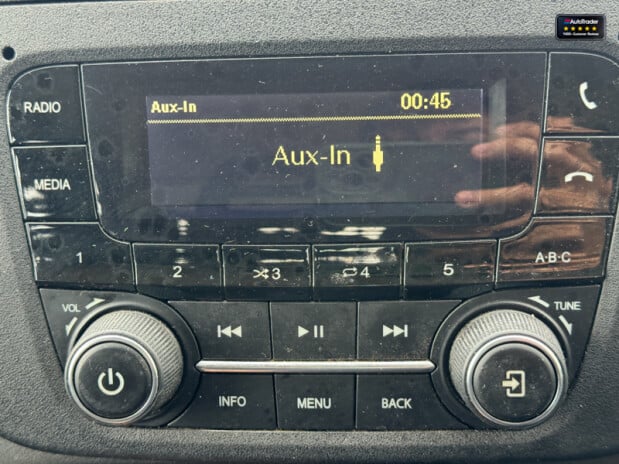 AutoTrader
RADIO
Aux-In 00:45
Aux-In
MEDIA
1 2 3 4 5 A·B·C
VOL TUNE
INFO MENU BACK